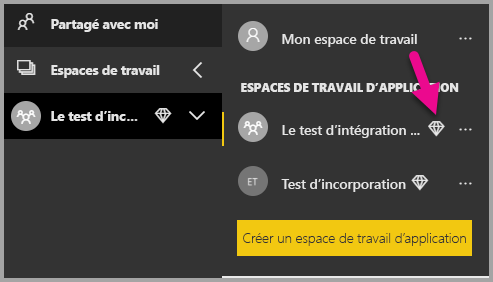 Partagé avec moi
Espaces de travail
Le test d'inc...
Mon espace de travail ...
ESPACES DE TRAVAIL D'APPLICATION
Le test d'intégration ... ...
ET Test d'incorporation ...
Créer un espace de travail d'application